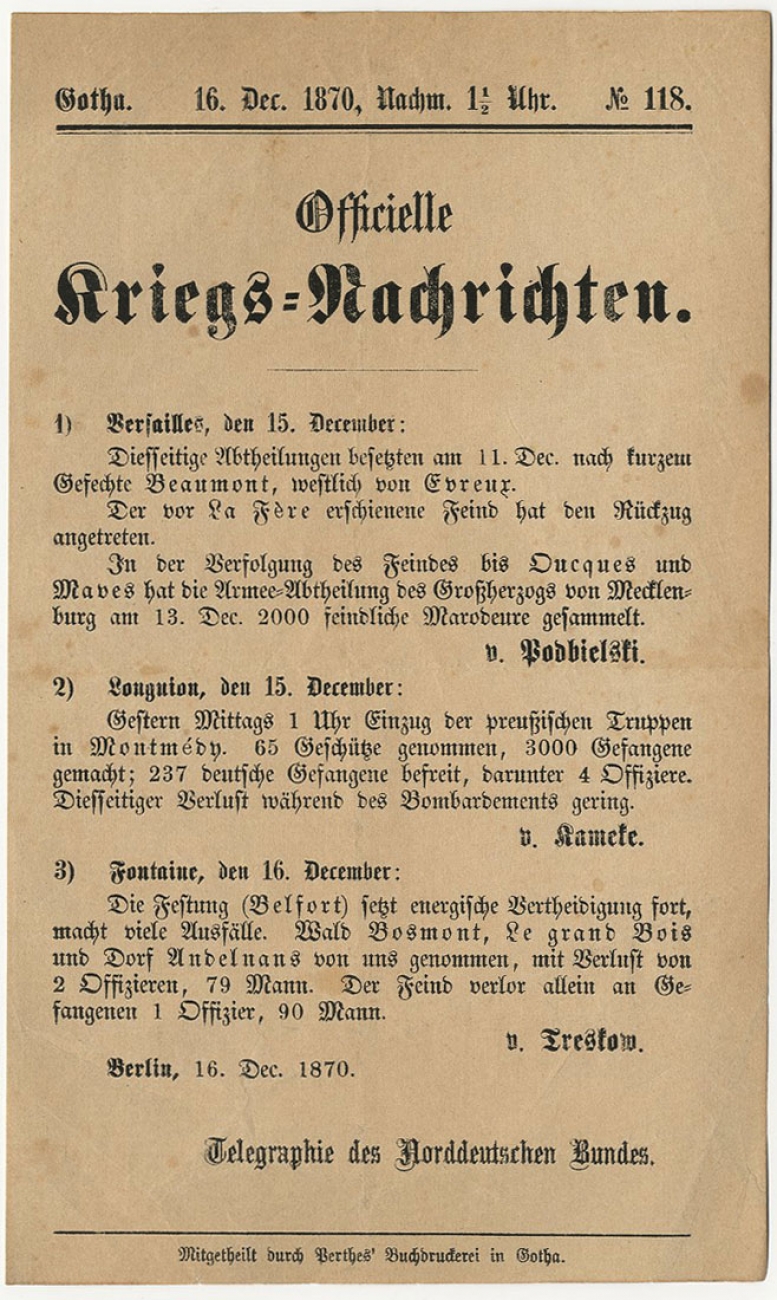 Gotha. 16. Dec. 1870, Nachm. 1½ Uhr. № 118.
Officielle
Kriegs=Nachrichten.
1) Versailles, den 15. December:
Diesseitige Abtheilungen besetzten am 11. Dec. nach kurzem
Gefechte Beaumont, westlich von Evreux.
Der vor La Fère erschienene Feind hat den Rückzug
angetreten.
In der Verfolgung des Feindes bis Oucques und
Maves hat die Armee=Abtheilung des Großherzogs von Mecklen=
burg am 13. Dec. 2000 feindliche Marodeure gesammelt.
v. Podbielski.
2) Longuion, den 15. December:
Gestern Mittags 1 Uhr Einzug der preußischen Truppen
in Montmédy. 65 Geschütze genommen, 3000 Gefangene
gemacht; 237 deutsche Gefangene befreit, darunter 4 Offiziere.
Diesseitiger Verlust während des Bombardements gering.
v. Kameke.
3) Fontaine, den 16. December:
Die Festung (Belfort) setzt energische Vertheidigung fort,
macht viele Ausfälle. Wald Bosmont, Le grand Bois
und Dorf Andelnans von uns genommen, mit Verlust von
2 Offizieren, 79 Mann. Der Feind verlor allein an Ge=
fangenen 1 Offizier, 90 Mann.
v. Treskow.
Berlin, 16. Dec. 1870.
Telegraphie des Norddeutschen Bundes.
Mitgetheilt durch Perthes' Buchdruckerei in Gotha.